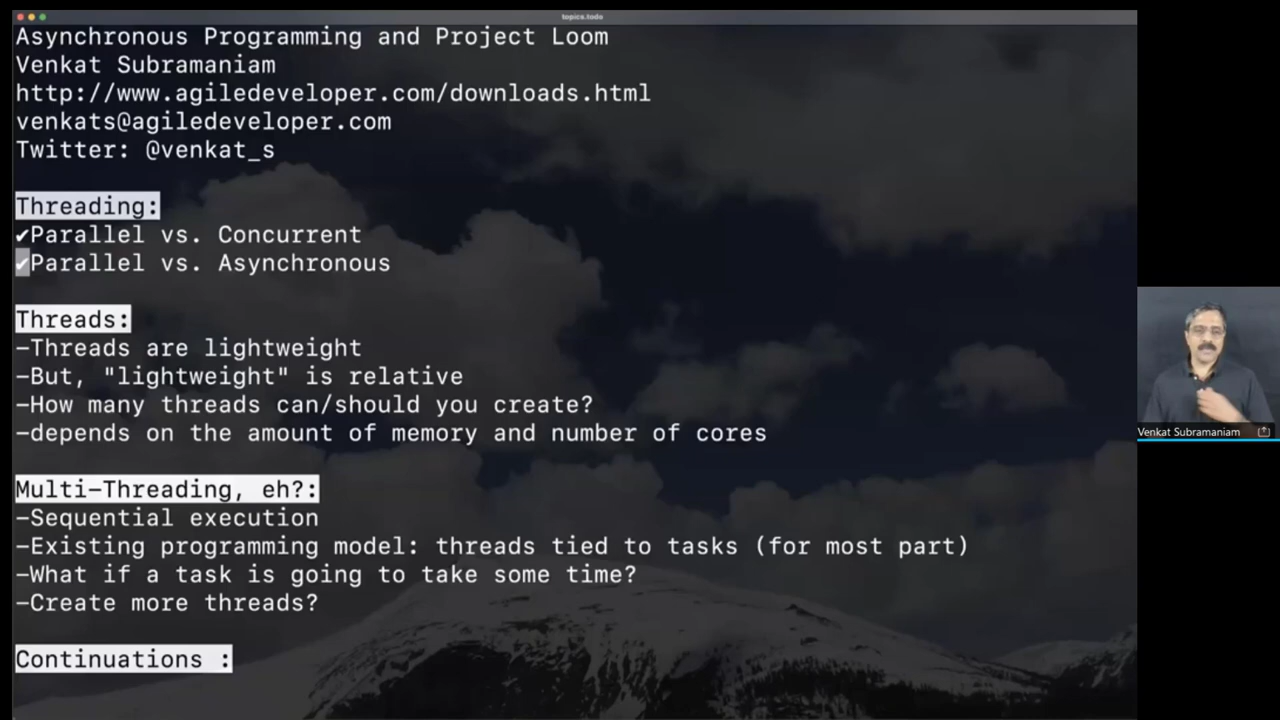 topics.todo
Asynchronous Programming and Project Loom
Venkat Subramaniam
http://www.agiledeveloper.com/downloads.html
venkats@agiledeveloper.com
Twitter: @venkat_s
Threading:
✔Parallel vs. Concurrent
✔Parallel vs. Asynchronous
Threads:
-Threads are lightweight
-But, "lightweight" is relative
-How many threads can/should you create?
-depends on the amount of memory and number of cores
Multi-Threading, eh?:
-Sequential execution
-Existing programming model: threads tied to tasks (for most part)
-What if a task is going to take some time?
-Create more threads?
Continuations :
Venkat Subramaniam